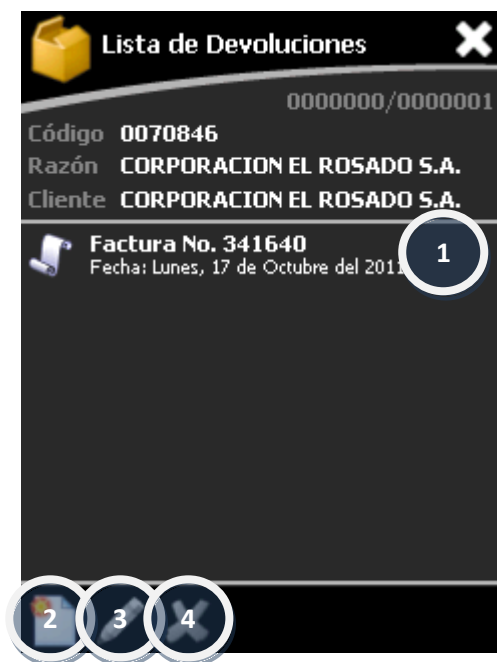 Lista de Devoluciones
0000000/0000001
Código 0070846
Razón CORPORACION EL ROSADO S.A.
Cliente CORPORACION EL ROSADO S.A.
Factura No. 341640
Fecha: Lunes, 17 de Octubre del 2011
1
2 3 4